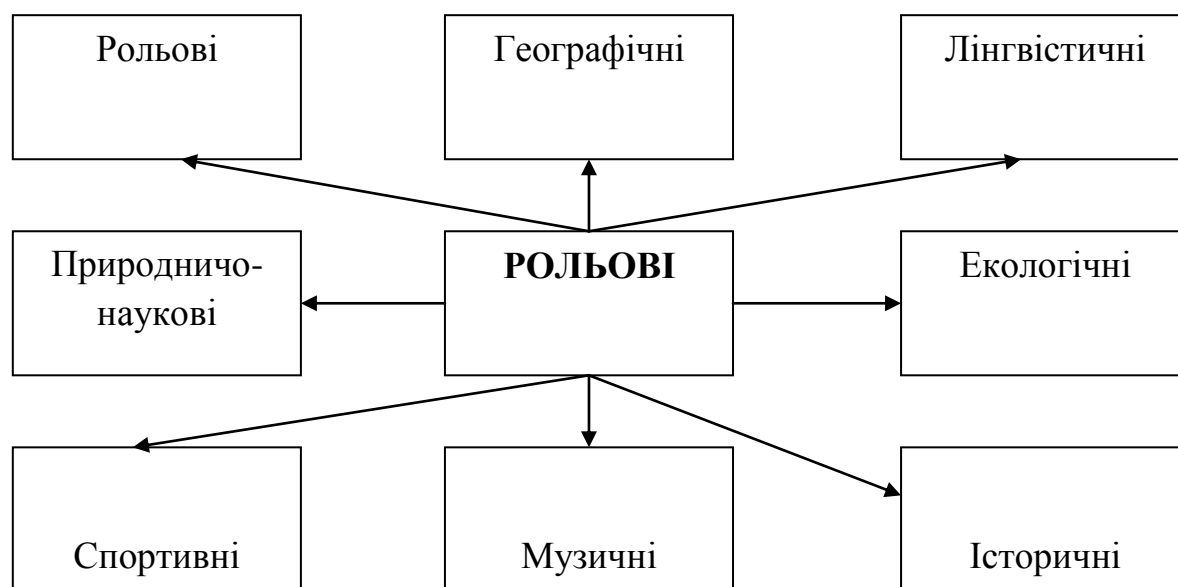 Рольові
Географічні
Лінгвістичні
Природничо-
наукові
РОЛЬОВІ
Екологічні
Спортивні
Музичні
Історичні